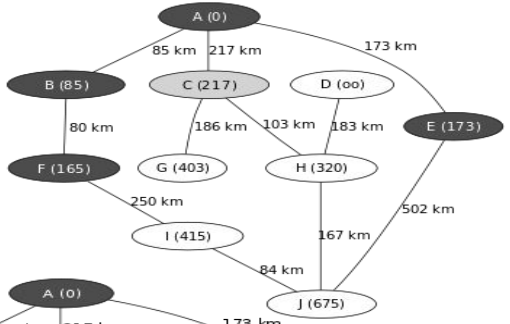 A (0)
85 km 217 km 173 km
B (85) C (217) D (oo)
80 km 186 km 103 km 183 km E (173)
F (165) G (403) H (320)
250 km 502 km
I (415) 167 km
84 km
A (0) J (675)
173 km